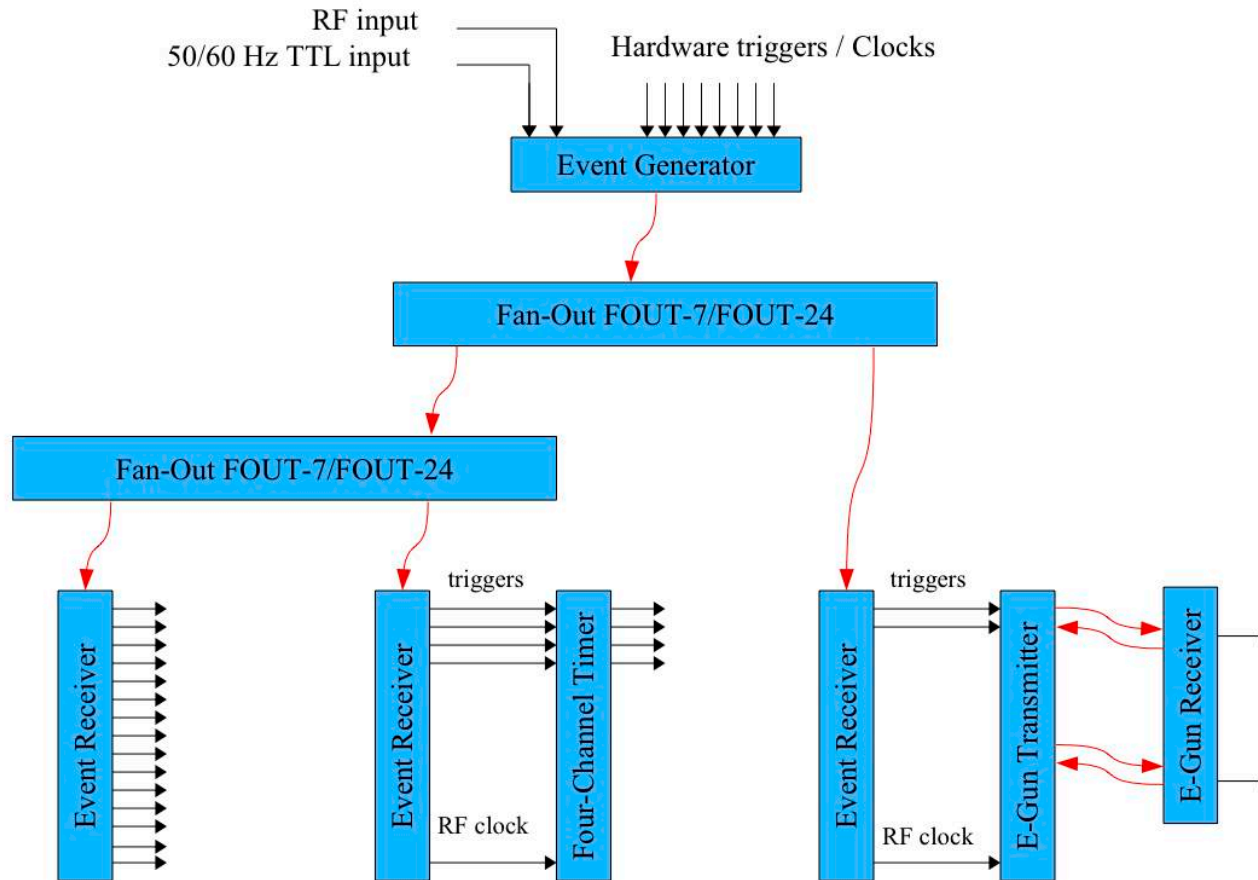 RF input
50/60 Hz TTL input
Hardware triggers / Clocks
Event Generator
Fan-Out FOUT-7/FOUT-24
Fan-Out FOUT-7/FOUT-24
Event Receiver
Event Receiver
triggers
RF clock
Four-Channel Timer
Event Receiver
triggers
RF clock
E-Gun Transmitter
E-Gun Receiver